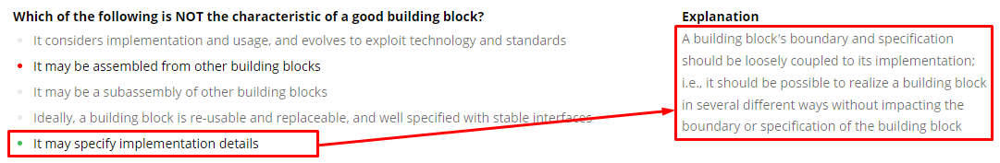 Which of the following is NOT the characteristic of a good building block?
It considers implementation and usage, and evolves to exploit technology and standards
It may be assembled from other building blocks
It may be a subassembly of other building blocks
Ideally, a building block is re-usable and replaceable, and well specified with stable interfaces
It may specify implementation details
Explanation
A building block's boundary and specification
should be loosely coupled to its implementation;
i.e., it should be possible to realize a building block
in several different ways without impacting the
boundary or specification of the building block